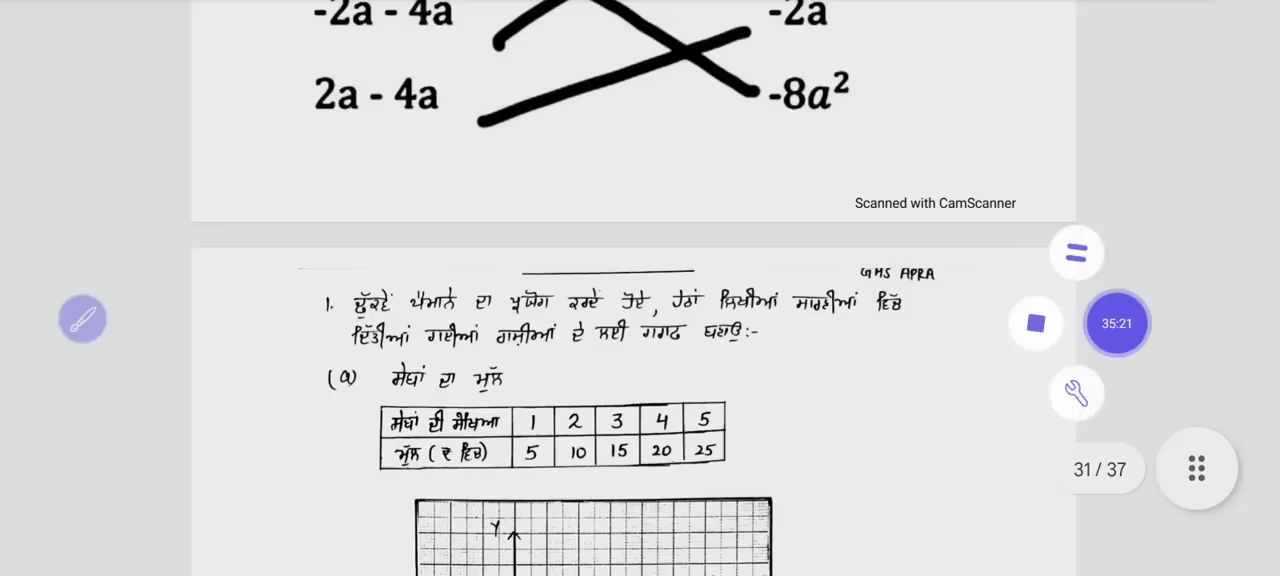 -2a - 4a
-2a
2a - 4a
-8a²
Scanned with CamScanner
GHS APRA
1. ਢੁੱਕਵੇਂ ਪੈਮਾਨੇ ਦਾ ਪ੍ਰਯੋਗ ਕਰਦੇ ਹੋਏ, ਹੇਠਾਂ ਲਿਖੀਆਂ ਸਾਰਣੀਆਂ ਵਿੱਚ
ਦਿੱਤੀਆਂ ਗਈਆਂ ਰਾਸ਼ੀਆਂ ਦੇ ਲਈ ਗਰਾਫ ਬਣਾਉ:-
(a) ਸੇਬਾਂ ਦਾ ਮੁੱਲ
ਸੇਬਾਂ ਦੀ ਸੰਖਿਆ 1 2 3 4 5
ਮੁੱਲ (₹ ਵਿੱਚ) 5 10 15 20 25
Y
35:21
31 / 37